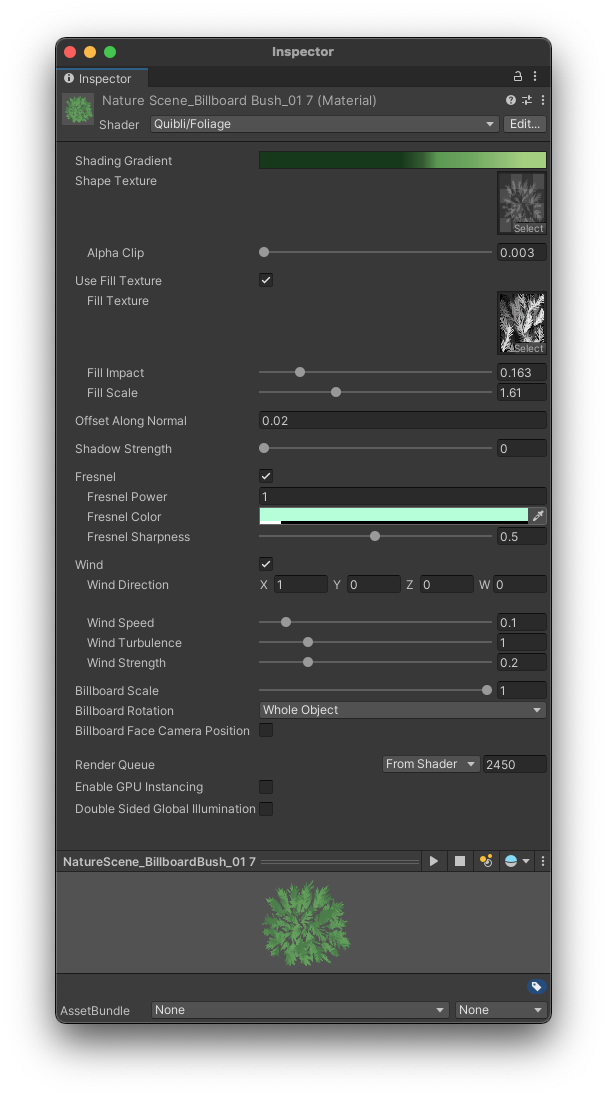 Inspector
Inspector
Nature Scene_Billboard Bush_01 7 (Material)
Shader Quibli/Foliage Edit...
Shading Gradient
Shape Texture
Select
Alpha Clip 0.003
Use Fill Texture
Fill Texture
Select
Fill Impact 0.163
Fill Scale 1.61
Offset Along Normal 0.02
Shadow Strength 0
Fresnel
Fresnel Power 1
Fresnel Color
Fresnel Sharpness 0.5
Wind
Wind Direction X 1 Y 0 Z 0 W 0
Wind Speed 0.1
Wind Turbulence 1
Wind Strength 0.2
Billboard Scale 1
Billboard Rotation Whole Object
Billboard Face Camera Position
Render Queue From Shader 2450
Enable GPU Instancing
Double Sided Global Illumination
NatureScene_BillboardBush_01 7
AssetBundle None None